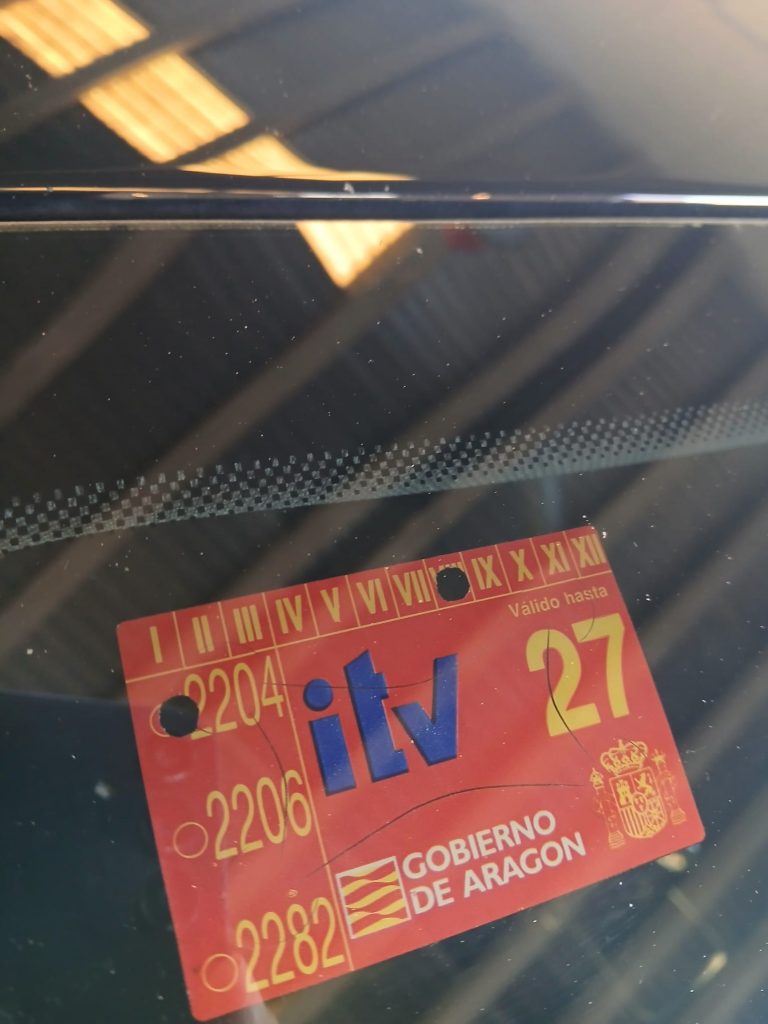 I II III IV V VI VII VIII IX X XI XII
Válido hasta
2204
itv
27
2206
2282
GOBIERNO
DE ARAGON